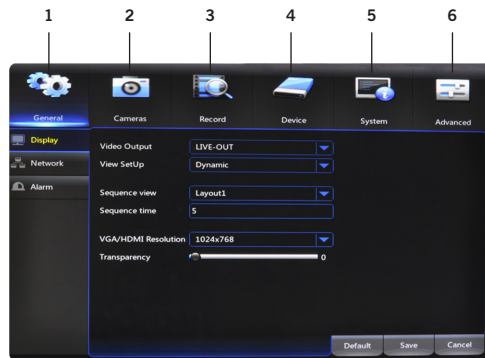 1 2 3 4 5 6
General Cameras Record Device System Advanced
Display
Network
Alarm
Video Output LIVE-OUT
View SetUp Dynamic
Sequence view Layout1
Sequence time 5
VGA/HDMI Resolution 1024x768
Transparency 0
Default Save Cancel